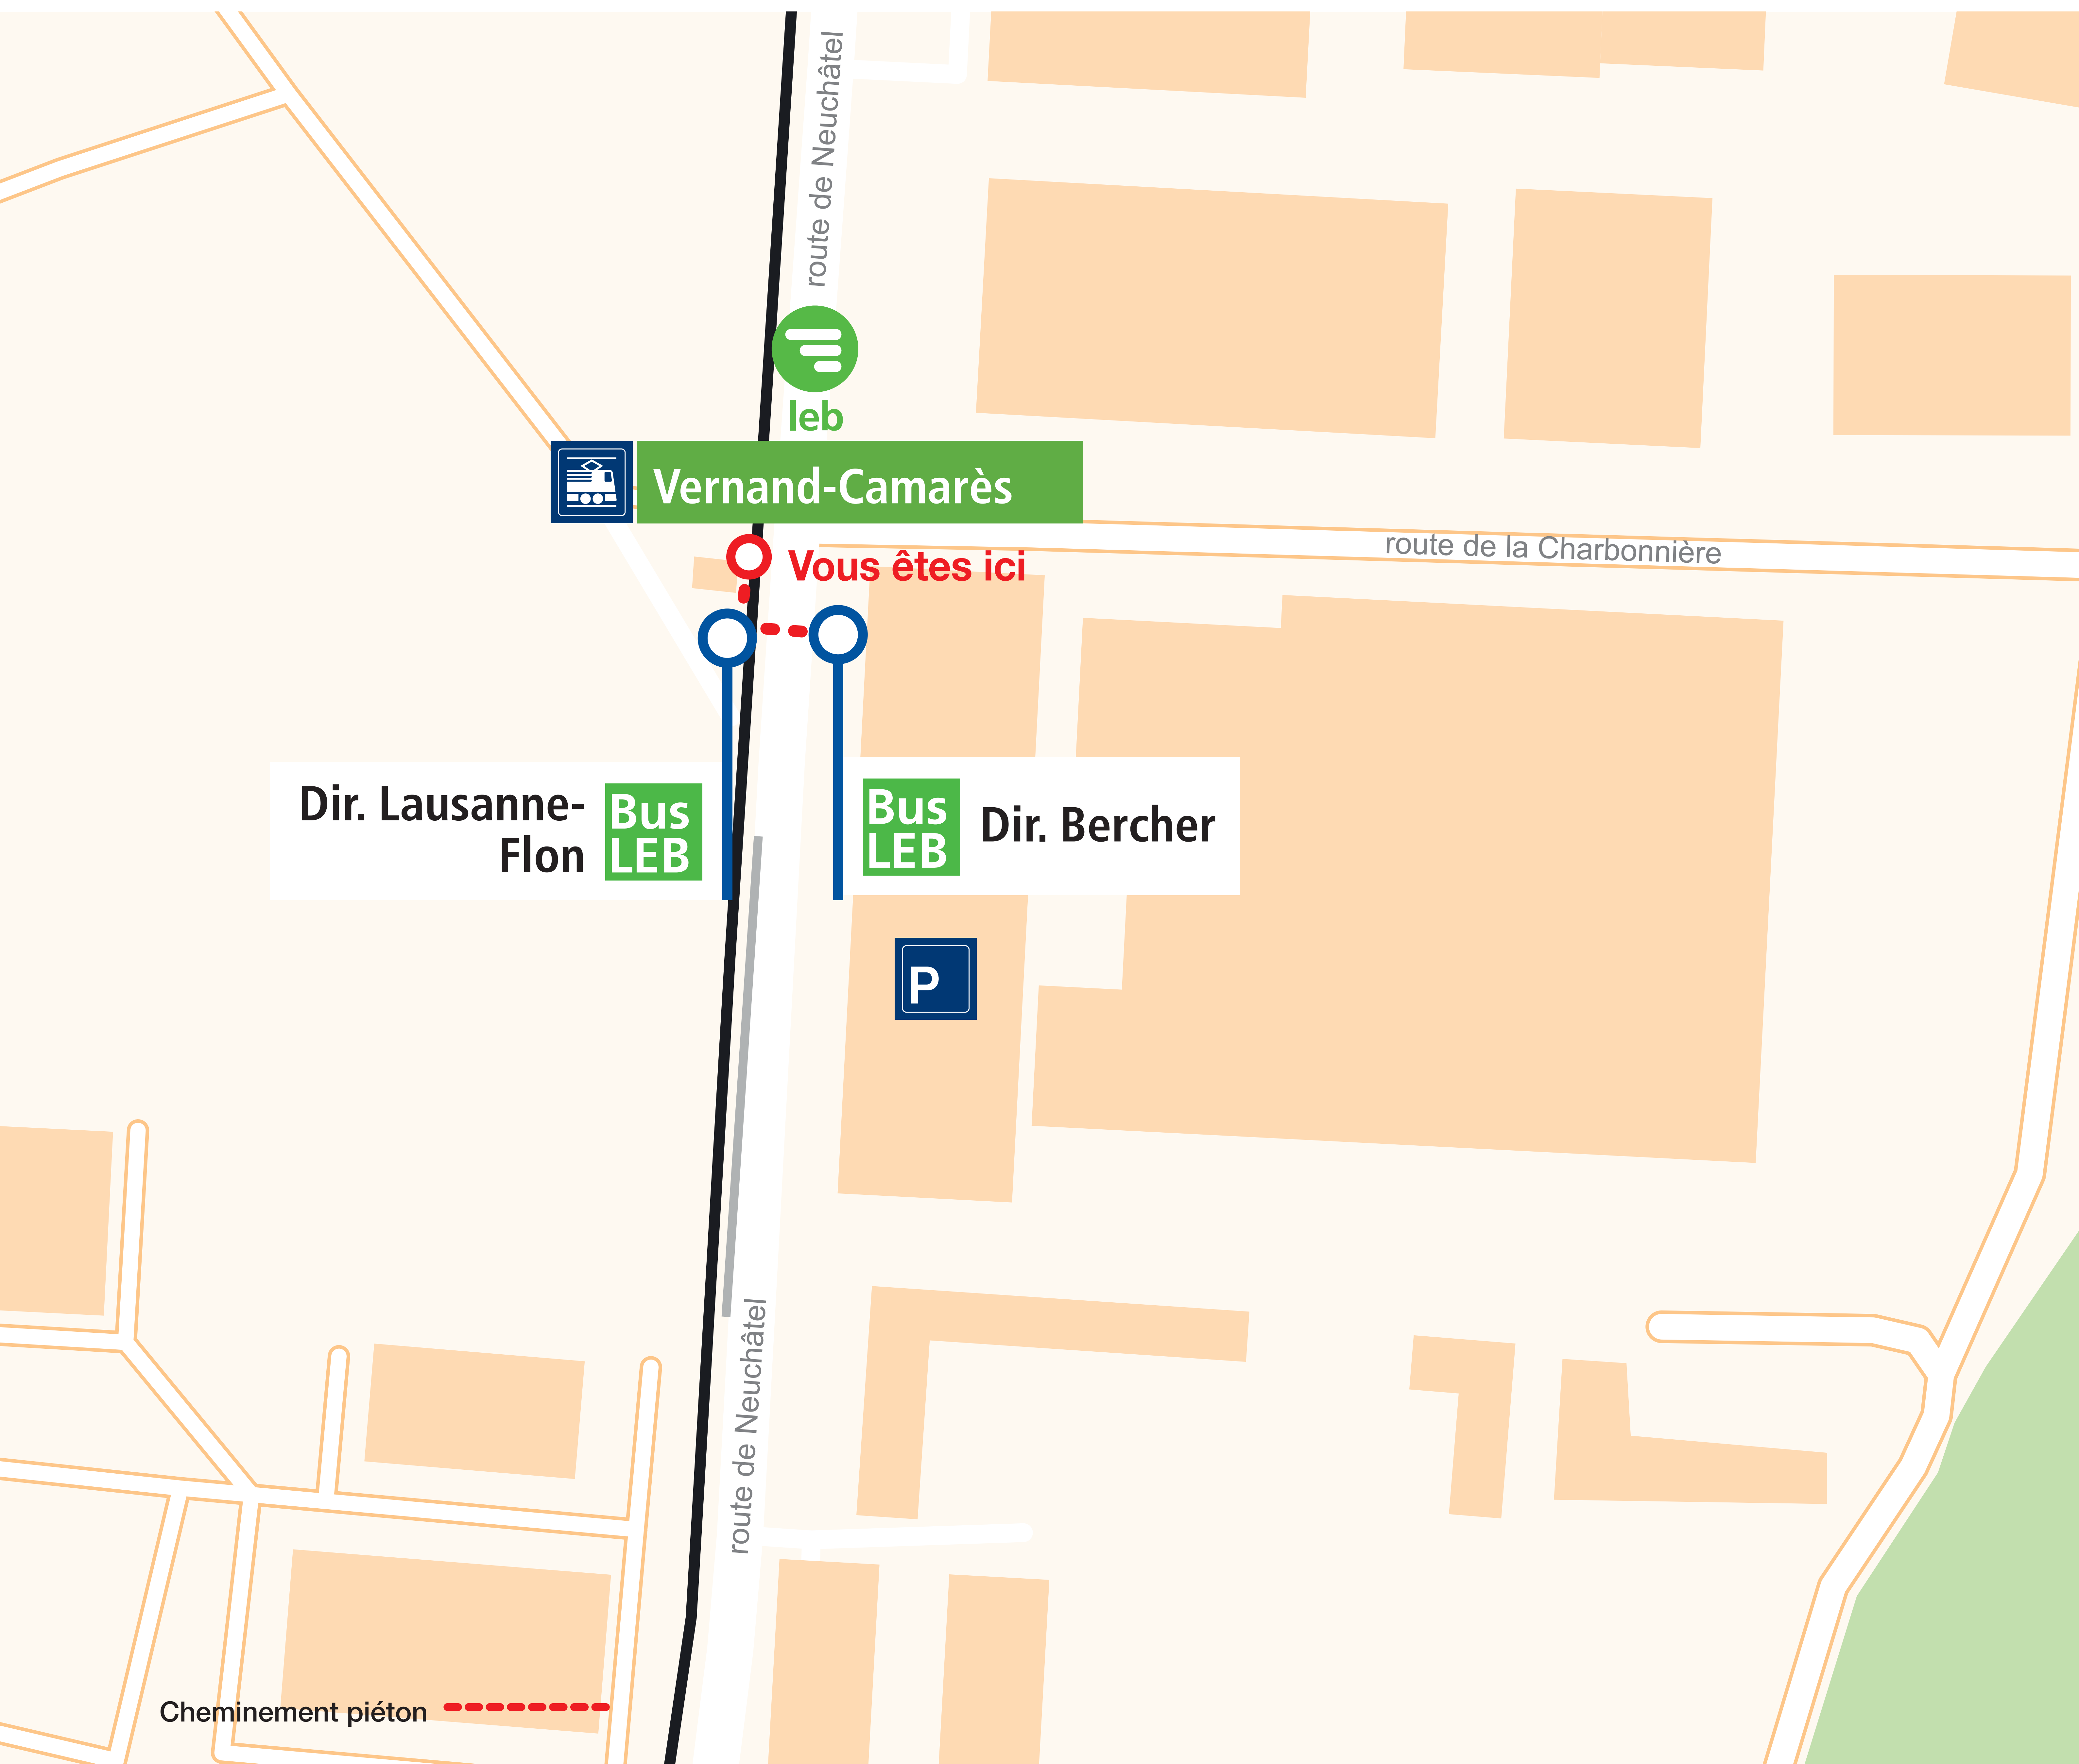 route de Neuchâtel
leb
Vernand-Camarès
Vous êtes ici
route de la Charbonnière
Dir. Lausanne-
Flon
Bus
LEB
Bus
LEB
Dir. Bercher
P
route de Neuchâtel
Cheminement piéton